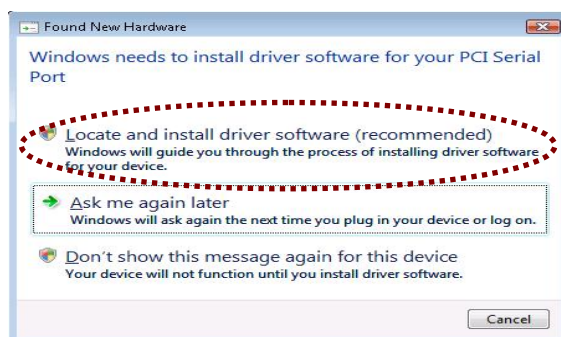 Found New Hardware
Windows needs to install driver software for your PCI Serial
Port
Locate and install driver software (recommended)
Windows will guide you through the process of installing driver software
for your device.
Ask me again later
Windows will ask again the next time you plug in your device or log on.
Don't show this message again for this device
Your device will not function until you install driver software.
Cancel